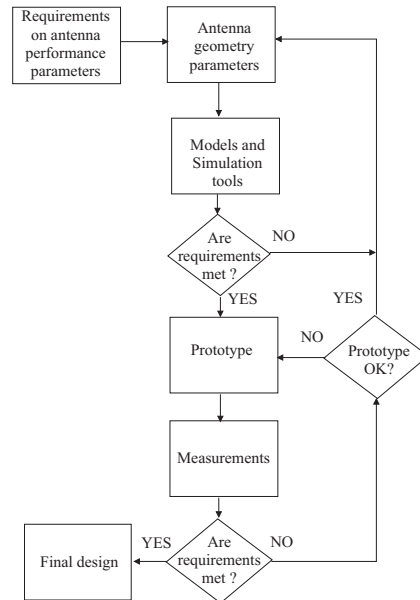 Requirements
on antenna
performance
parameters
Antenna
geometry
parameters
Models and
Simulation
tools
Are
requirements
met ?
NO
YES
YES
Prototype
NO
Prototype
OK?
Measurements
Final design
YES
Are
requirements
met ?
NO